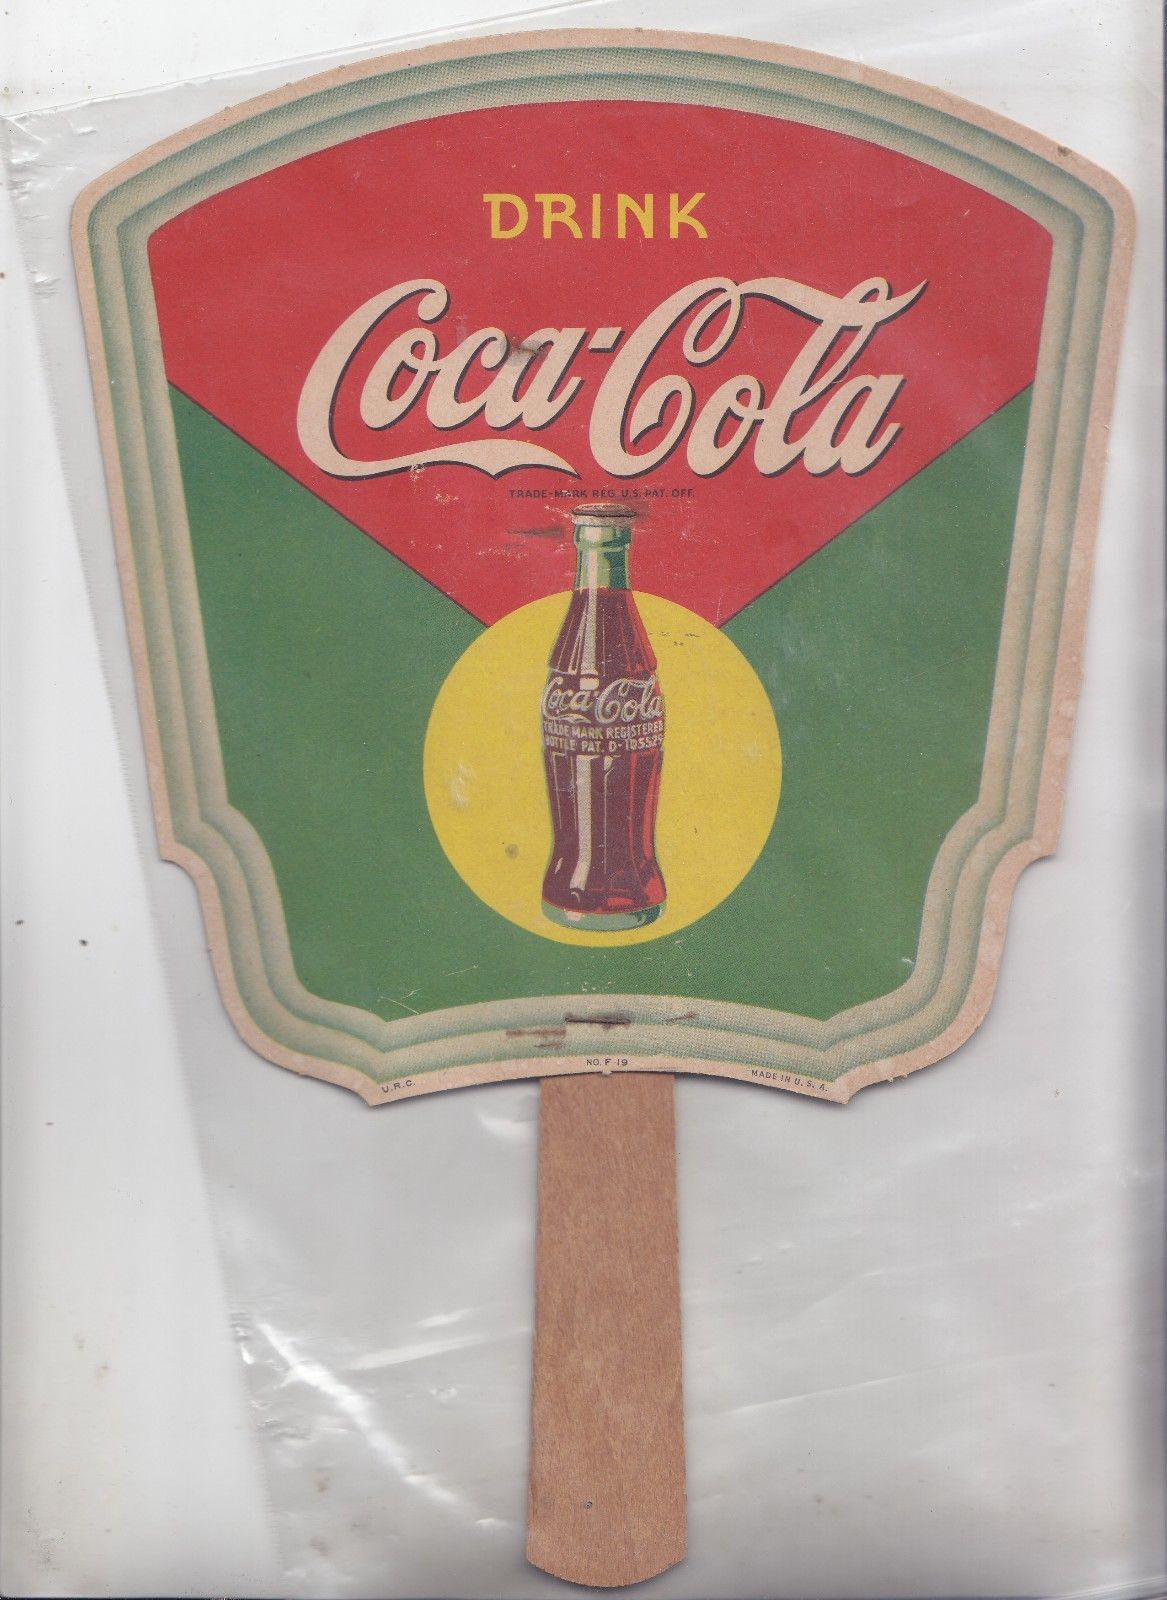 DRINK
Coca-Cola
TRADE-MARK REG. U.S. PAT. OFF.
Coca-Cola
TRADE MARK REGISTERED
BOTTLE PAT. D-105529
U.R.C.
NO. F 19
MADE IN U.S.A.